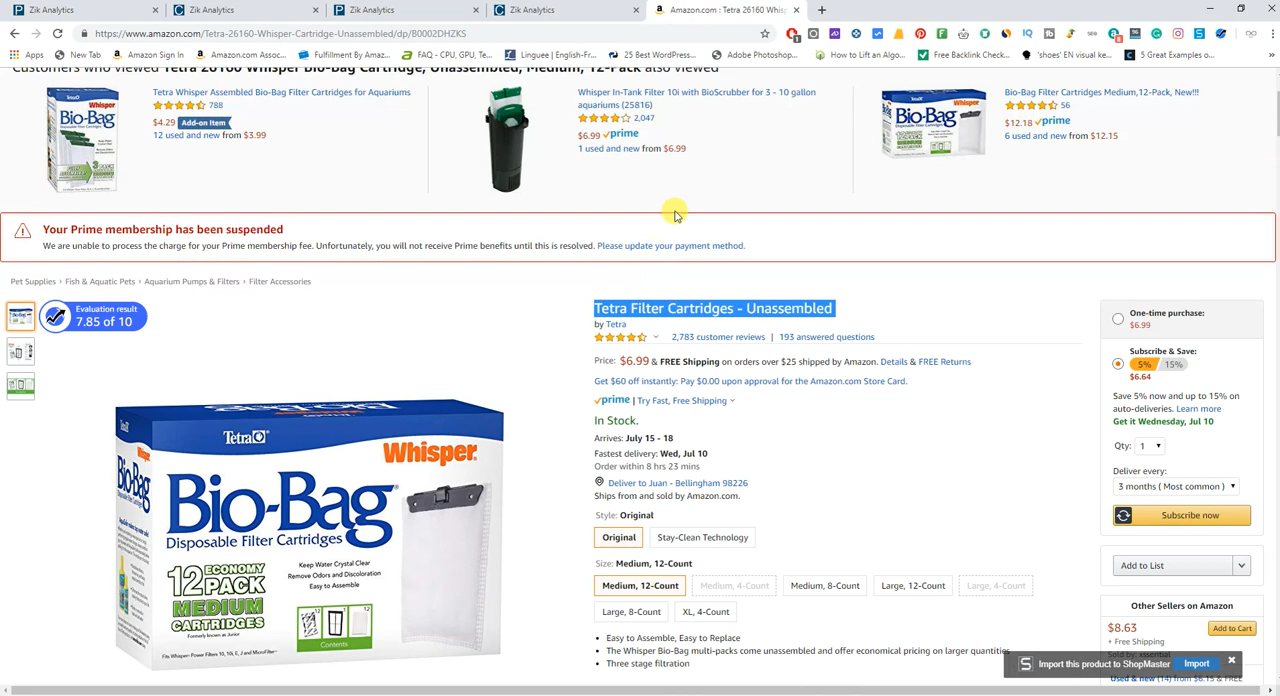 Zik Analytics
Zik Analytics
Zik Analytics
Zik Analytics
Amazon.com : Tetra 26160 Whisp
https://www.amazon.com/Tetra-26160-Whisper-Cartridge-Unassembled/dp/B0002DHZKS
Apps
New Tab
Amazon Sign In
Amazon.com Assoc...
Fulfillment By Amaz...
FAQ - CPU, GPU, Te...
Linguee | English-Fr...
25 Best WordPress...
Adobe Photoshop...
How to Lift an Algo...
Free Backlink Check...
'shoes' EN visual ke...
5 Great Examples o...
Customers who viewed Tetra 26160 Whisper Bio-Bag Cartridge, Unassembled, Medium, 12-Pack also viewed
Tetra Whisper Assembled Bio-Bag Filter Cartridges for Aquariums
788
$4.29 Add-on Item
12 used and new from $3.99
Whisper In-Tank Filter 10i with BioScrubber for 3 - 10 gallon
aquariums (25816)
2,047
$6.99 prime
1 used and new from $6.99
Bio-Bag Filter Cartridges Medium,12-Pack, New!!!
56
$12.18 prime
6 used and new from $12.15
Your Prime membership has been suspended
We are unable to process the charge for your Prime membership fee. Unfortunately, you will not receive Prime benefits until this is resolved. Please update your payment method.
Pet Supplies › Fish & Aquatic Pets › Aquarium Pumps & Filters › Filter Accessories
Evaluation result
7.85 of 10
Tetra Filter Cartridges - Unassembled
by Tetra
2,783 customer reviews | 193 answered questions
Price: $6.99 & FREE Shipping on orders over $25 shipped by Amazon. Details & FREE Returns
Get $60 off instantly: Pay $0.00 upon approval for the Amazon.com Store Card.
prime | Try Fast, Free Shipping
In Stock.
Arrives: July 15 - 18
Fastest delivery: Wed, Jul 10
Order within 8 hrs 23 mins
Deliver to Juan - Bellingham 98226
Ships from and sold by Amazon.com.
Style: Original
Original
Stay-Clean Technology
Size: Medium, 12-Count
Medium, 12-Count
Medium, 4-Count
Medium, 8-Count
Large, 12-Count
Large, 4-Count
Large, 8-Count
XL, 4-Count
• Easy to Assemble, Easy to Replace
• The Whisper Bio-Bag multi-packs come unassembled and offer economical pricing on larger quantities
• Three stage filtration
Tetra
Whisper
Bio-Bag
Disposable Filter Cartridges
12 ECONOMY
PACK
MEDIUM
CARTRIDGES
Formerly known as Junior
Keep Water Crystal Clear
Remove Odors and Discoloration
Easy to Assemble
Contents
Fits Whisper Power Filters 10, 10i, E, J and MicroFilter
One-time purchase:
$6.99
Subscribe & Save:
5% 15%
$6.64
Save 5% now and up to 15% on
auto-deliveries. Learn more
Get it Wednesday, Jul 10
Qty: 1
Deliver every:
3 months ( Most common )
Subscribe now
Add to List
Other Sellers on Amazon
$8.63
Add to Cart
+ Free Shipping
Import this product to ShopMaster
Import
Used & new (14) from $6.15 & FREE